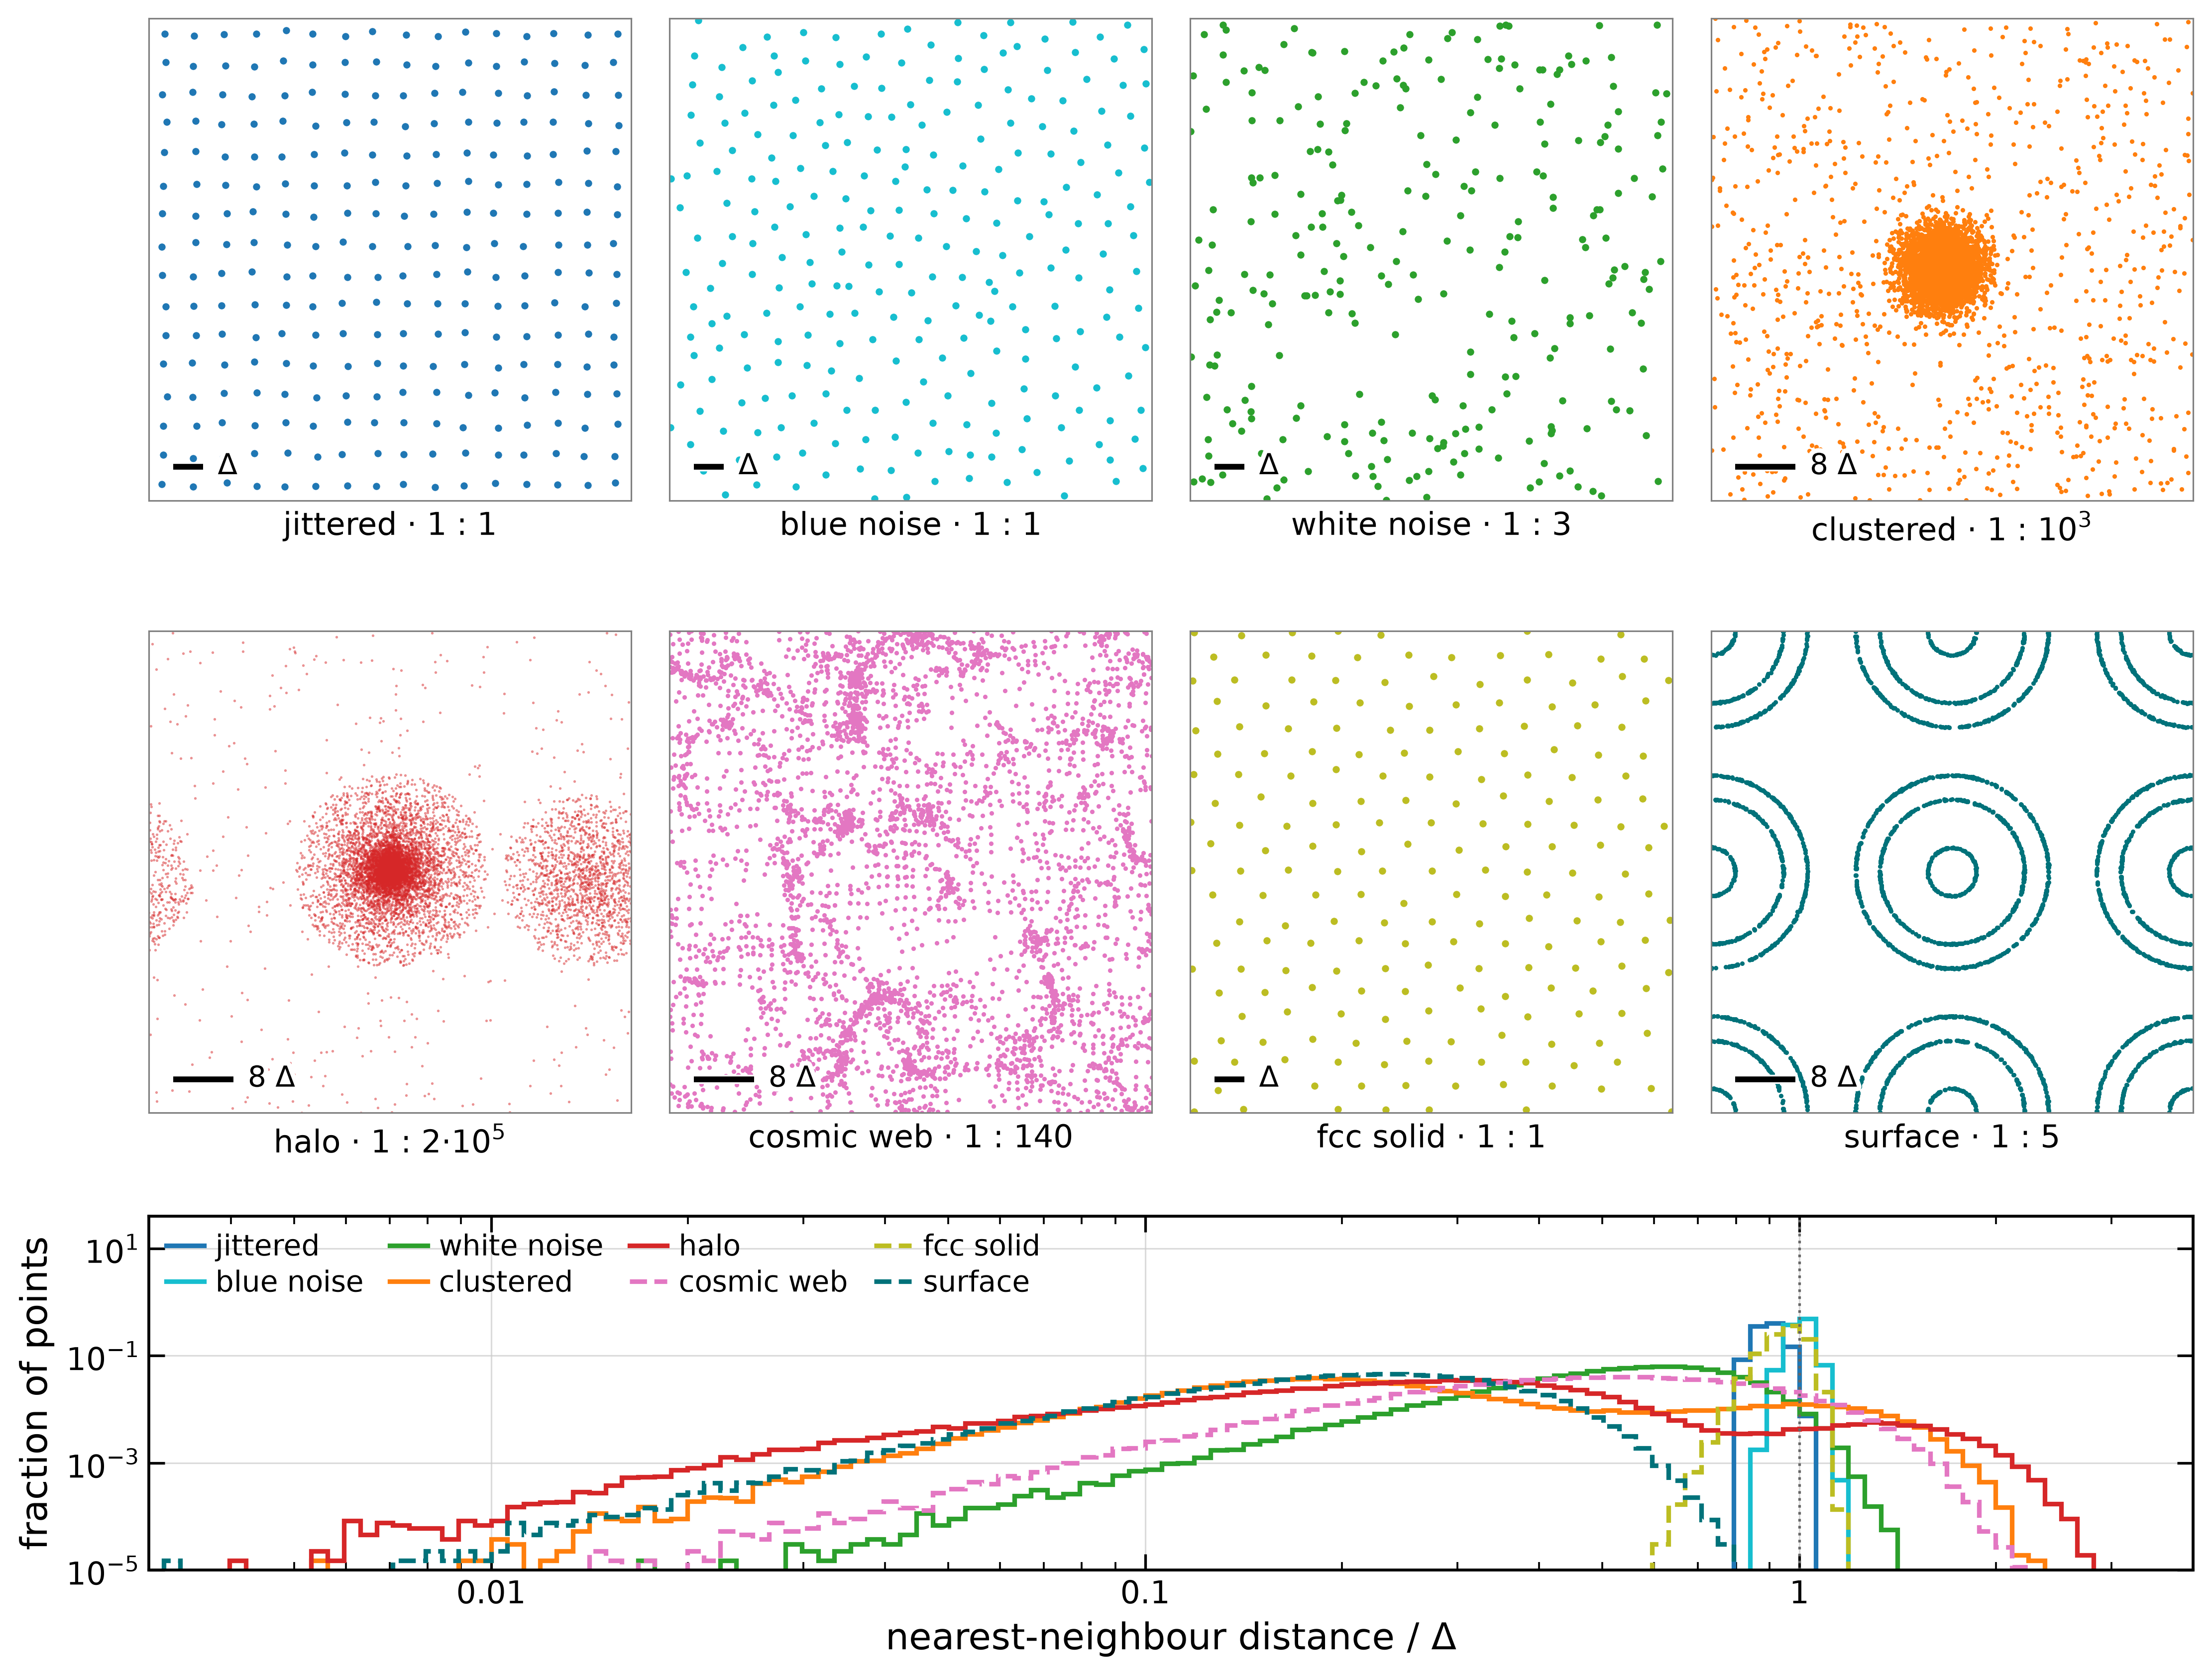 Δ
Δ
Δ
8 Δ
jittered · 1 : 1
blue noise · 1 : 1
white noise · 1 : 3
clustered · 1 : 10³
8 Δ
8 Δ
Δ
8 Δ
halo · 1 : 2·10⁵
cosmic web · 1 : 140
fcc solid · 1 : 1
surface · 1 : 5
fraction of points
10¹
10⁻¹
10⁻³
10⁻⁵
jittered
white noise
halo
fcc solid
blue noise
clustered
cosmic web
surface
0.01
0.1
1
nearest-neighbour distance / Δ